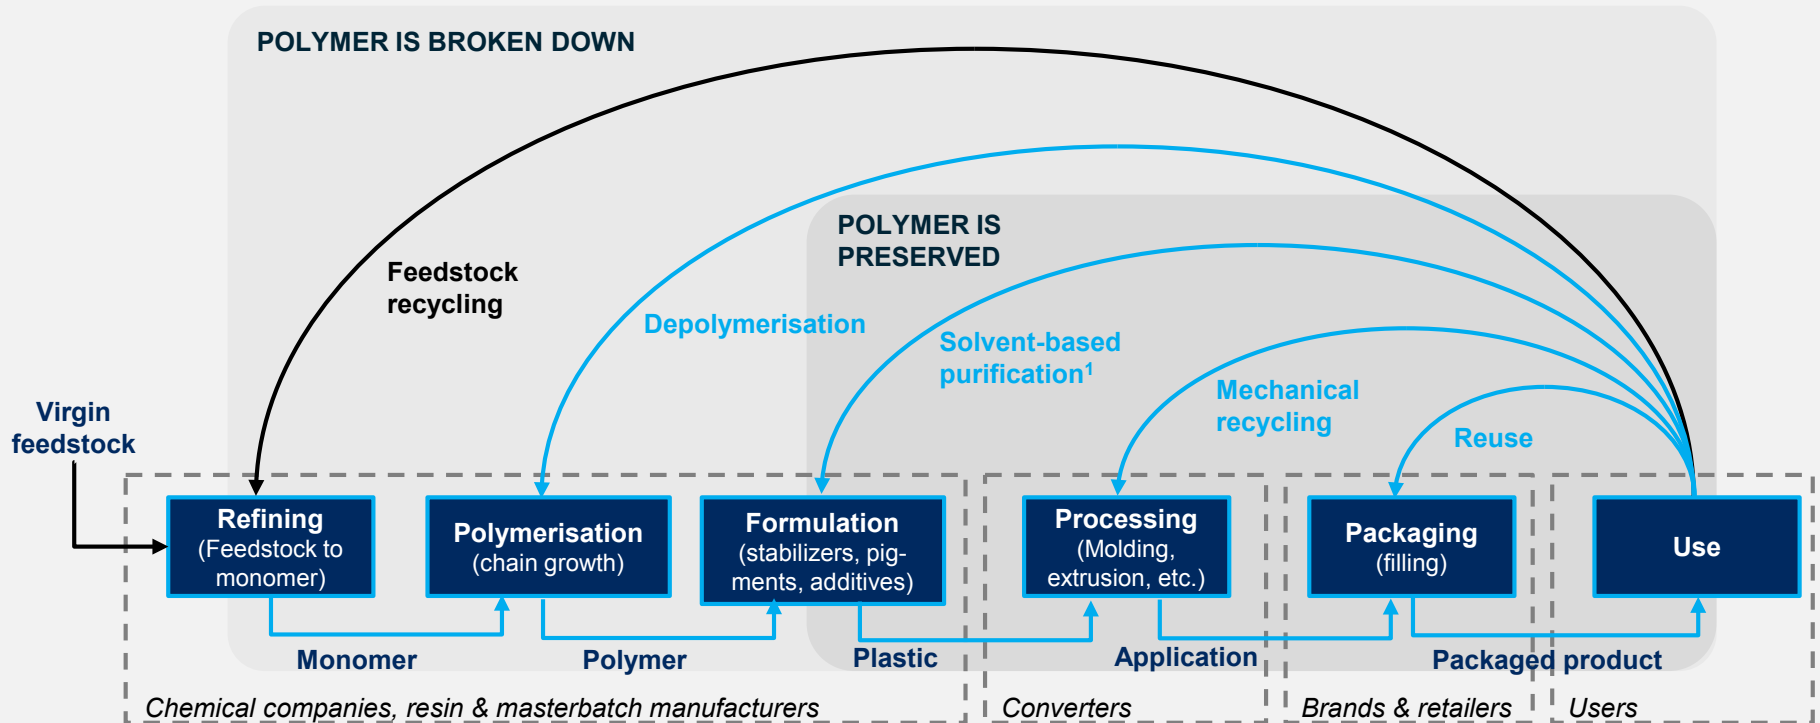 POLYMER IS BROKEN DOWN
POLYMER IS
PRESERVED
Feedstock
recycling
Depolymerisation
Solvent-based
purification¹
Mechanical
recycling
Reuse
Virgin
feedstock
Refining
(Feedstock to
monomer)
Polymerisation
(chain growth)
Formulation
(stabilizers, pig-
ments, additives)
Processing
(Molding,
extrusion, etc.)
Packaging
(filling)
Use
Monomer
Polymer
Plastic
Application
Packaged product
Chemical companies, resin & masterbatch manufacturers
Converters
Brands & retailers
Users